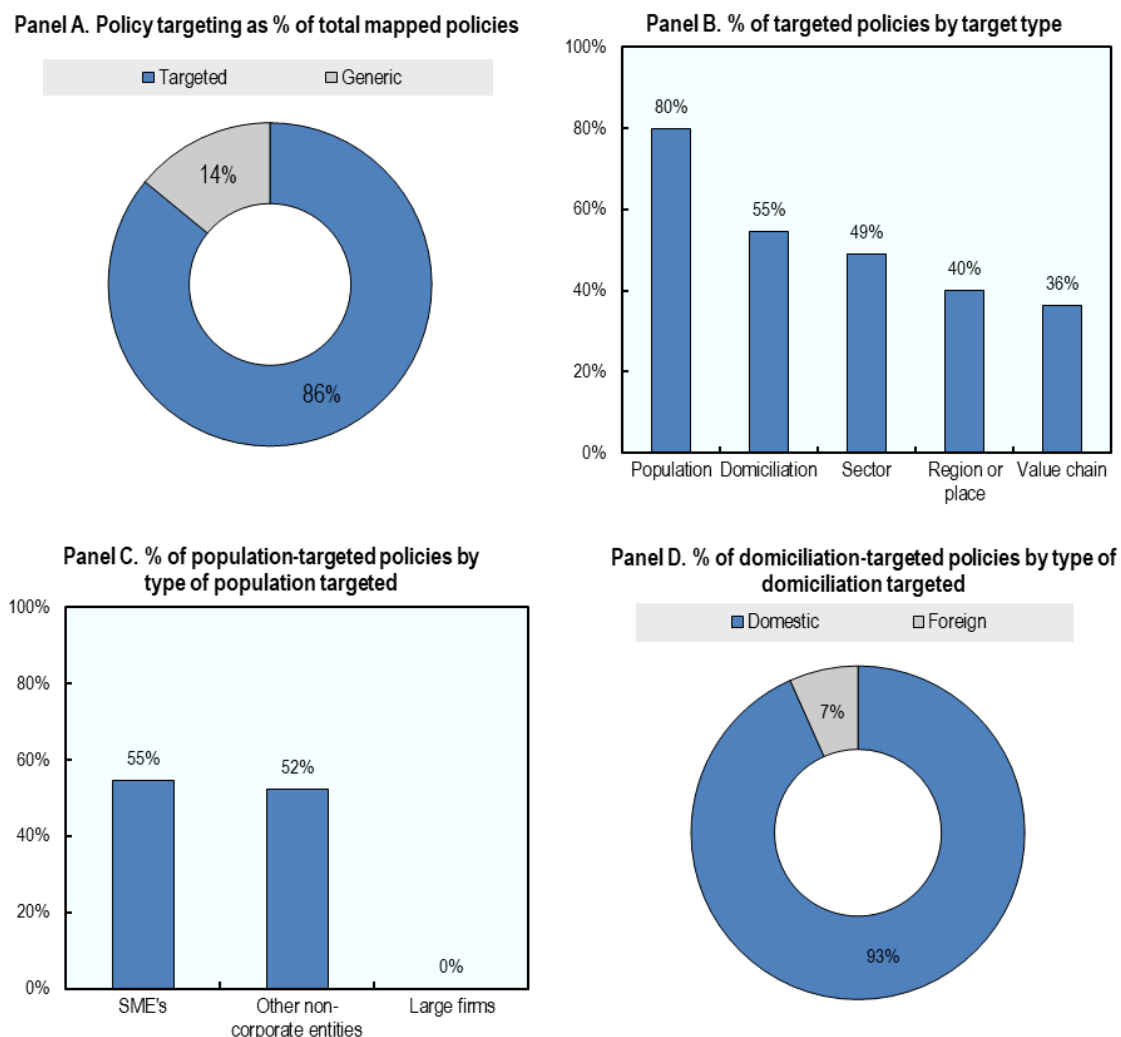 Panel A. Policy targeting as % of total mapped policies
Targeted Generic
14%
86%
Panel B. % of targeted policies by target type
100%
80%
60%
40%
20%
0%
80%
55%
49%
40%
36%
Population Domiciliation Sector Region or place Value chain
Panel C. % of population-targeted policies by
type of population targeted
100%
80%
60%
40%
20%
0%
55%
52%
0%
SME's Other non-corporate entities Large firms
Panel D. % of domiciliation-targeted policies by type of
domiciliation targeted
Domestic Foreign
7%
93%